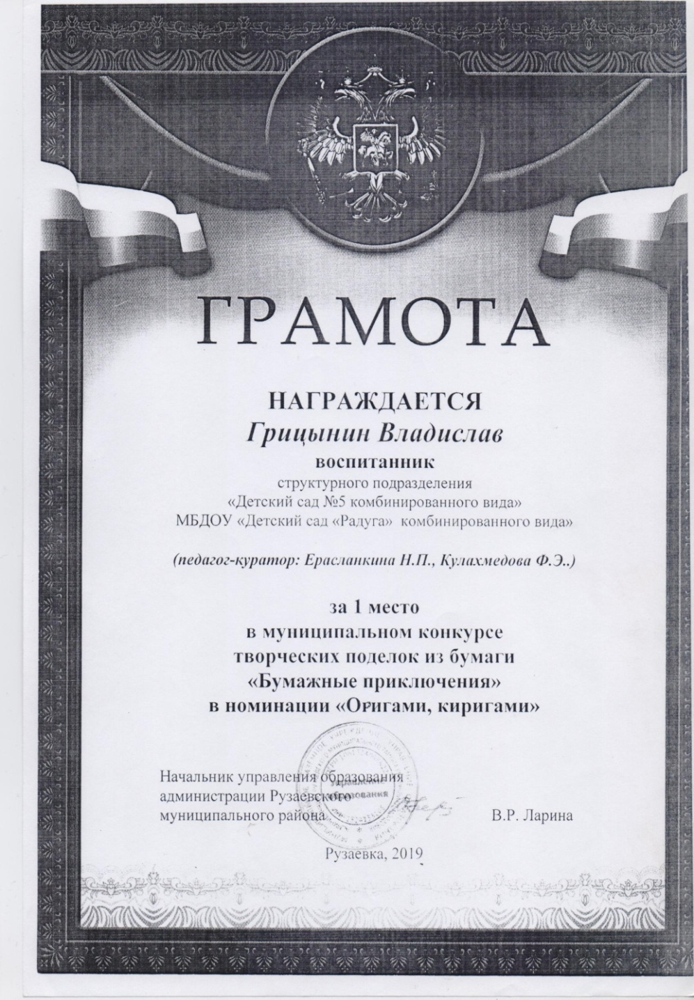 ГРАМОТА
НАГРАЖДАЕТСЯ
Грицынин Владислав
воспитанник
структурного подразделения
«Детский сад №5 комбинированного вида»
МБДОУ «Детский сад «Радуга» комбинированного вида»
(педагог-куратор: Ерасланкина Н.П., Кулахмедова Ф.Э..)
за 1 место
в муниципальном конкурсе
творческих поделок из бумаги
«Бумажные приключения»
в номинации «Оригами, киригами»
Начальник управления образования
администрации Рузаевского
муниципального района
В.Р. Ларина
Управление
образования
Рузаевка, 2019